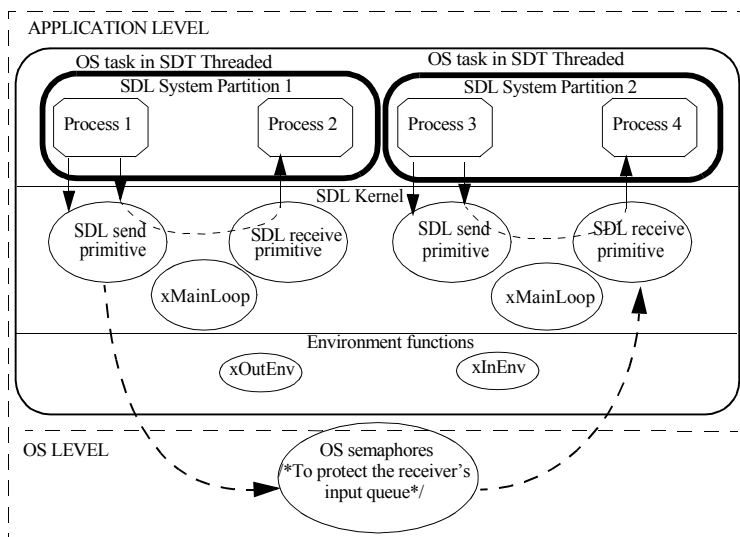 APPLICATION LEVEL
OS task in SDT Threaded
OS task in SDT Threaded
SDL System Partition 1
SDL System Partition 2
Process 1
Process 2
Process 3
Process 4
SDL Kernel
SDL send
primitive
SDL receive
primitive
SDL send
primitive
SDL receive
primitive
xMainLoop
xMainLoop
Environment functions
xOutEnv
xInEnv
OS LEVEL
OS semaphores
/*To protect the receiver's
input queue*/